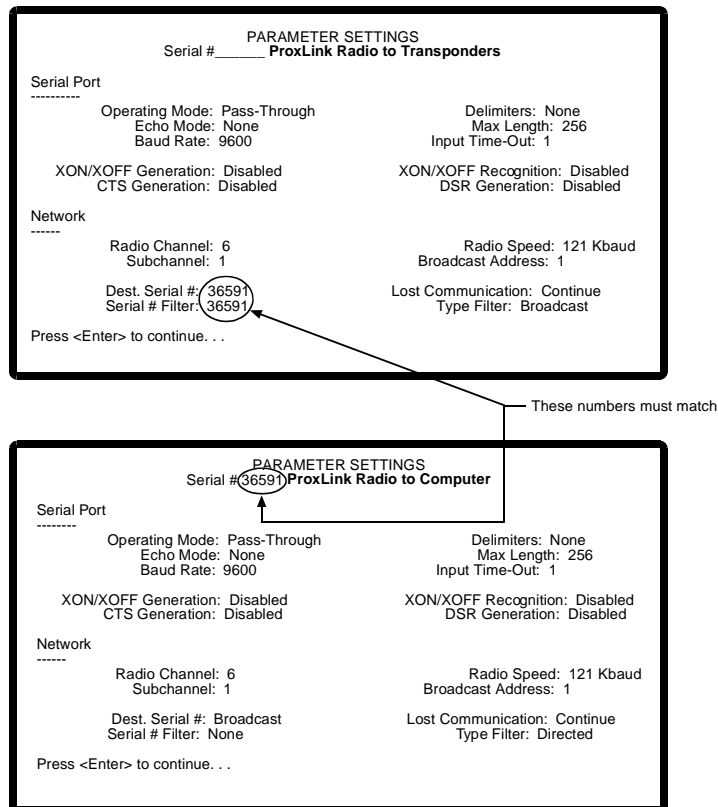 PARAMETER SETTINGS
Serial #______ ProxLink Radio to Transponders
Serial Port
----------
Operating Mode: Pass-Through Delimiters: None
Echo Mode: None Max Length: 256
Baud Rate: 9600 Input Time-Out: 1
XON/XOFF Generation: Disabled XON/XOFF Recognition: Disabled
CTS Generation: Disabled DSR Generation: Disabled
Network
------
Radio Channel: 6 Radio Speed: 121 Kbaud
Subchannel: 1 Broadcast Address: 1
Dest. Serial #: 36591 Lost Communication: Continue
Serial # Filter: 36591 Type Filter: Broadcast
Press <Enter> to continue. . .
These numbers must match
PARAMETER SETTINGS
Serial #36591 ProxLink Radio to Computer
Serial Port
--------
Operating Mode: Pass-Through Delimiters: None
Echo Mode: None Max Length: 256
Baud Rate: 9600 Input Time-Out: 1
XON/XOFF Generation: Disabled XON/XOFF Recognition: Disabled
CTS Generation: Disabled DSR Generation: Disabled
Network
------
Radio Channel: 6 Radio Speed: 121 Kbaud
Subchannel: 1 Broadcast Address: 1
Dest. Serial #: Broadcast Lost Communication: Continue
Serial # Filter: None Type Filter: Directed
Press <Enter> to continue. . .